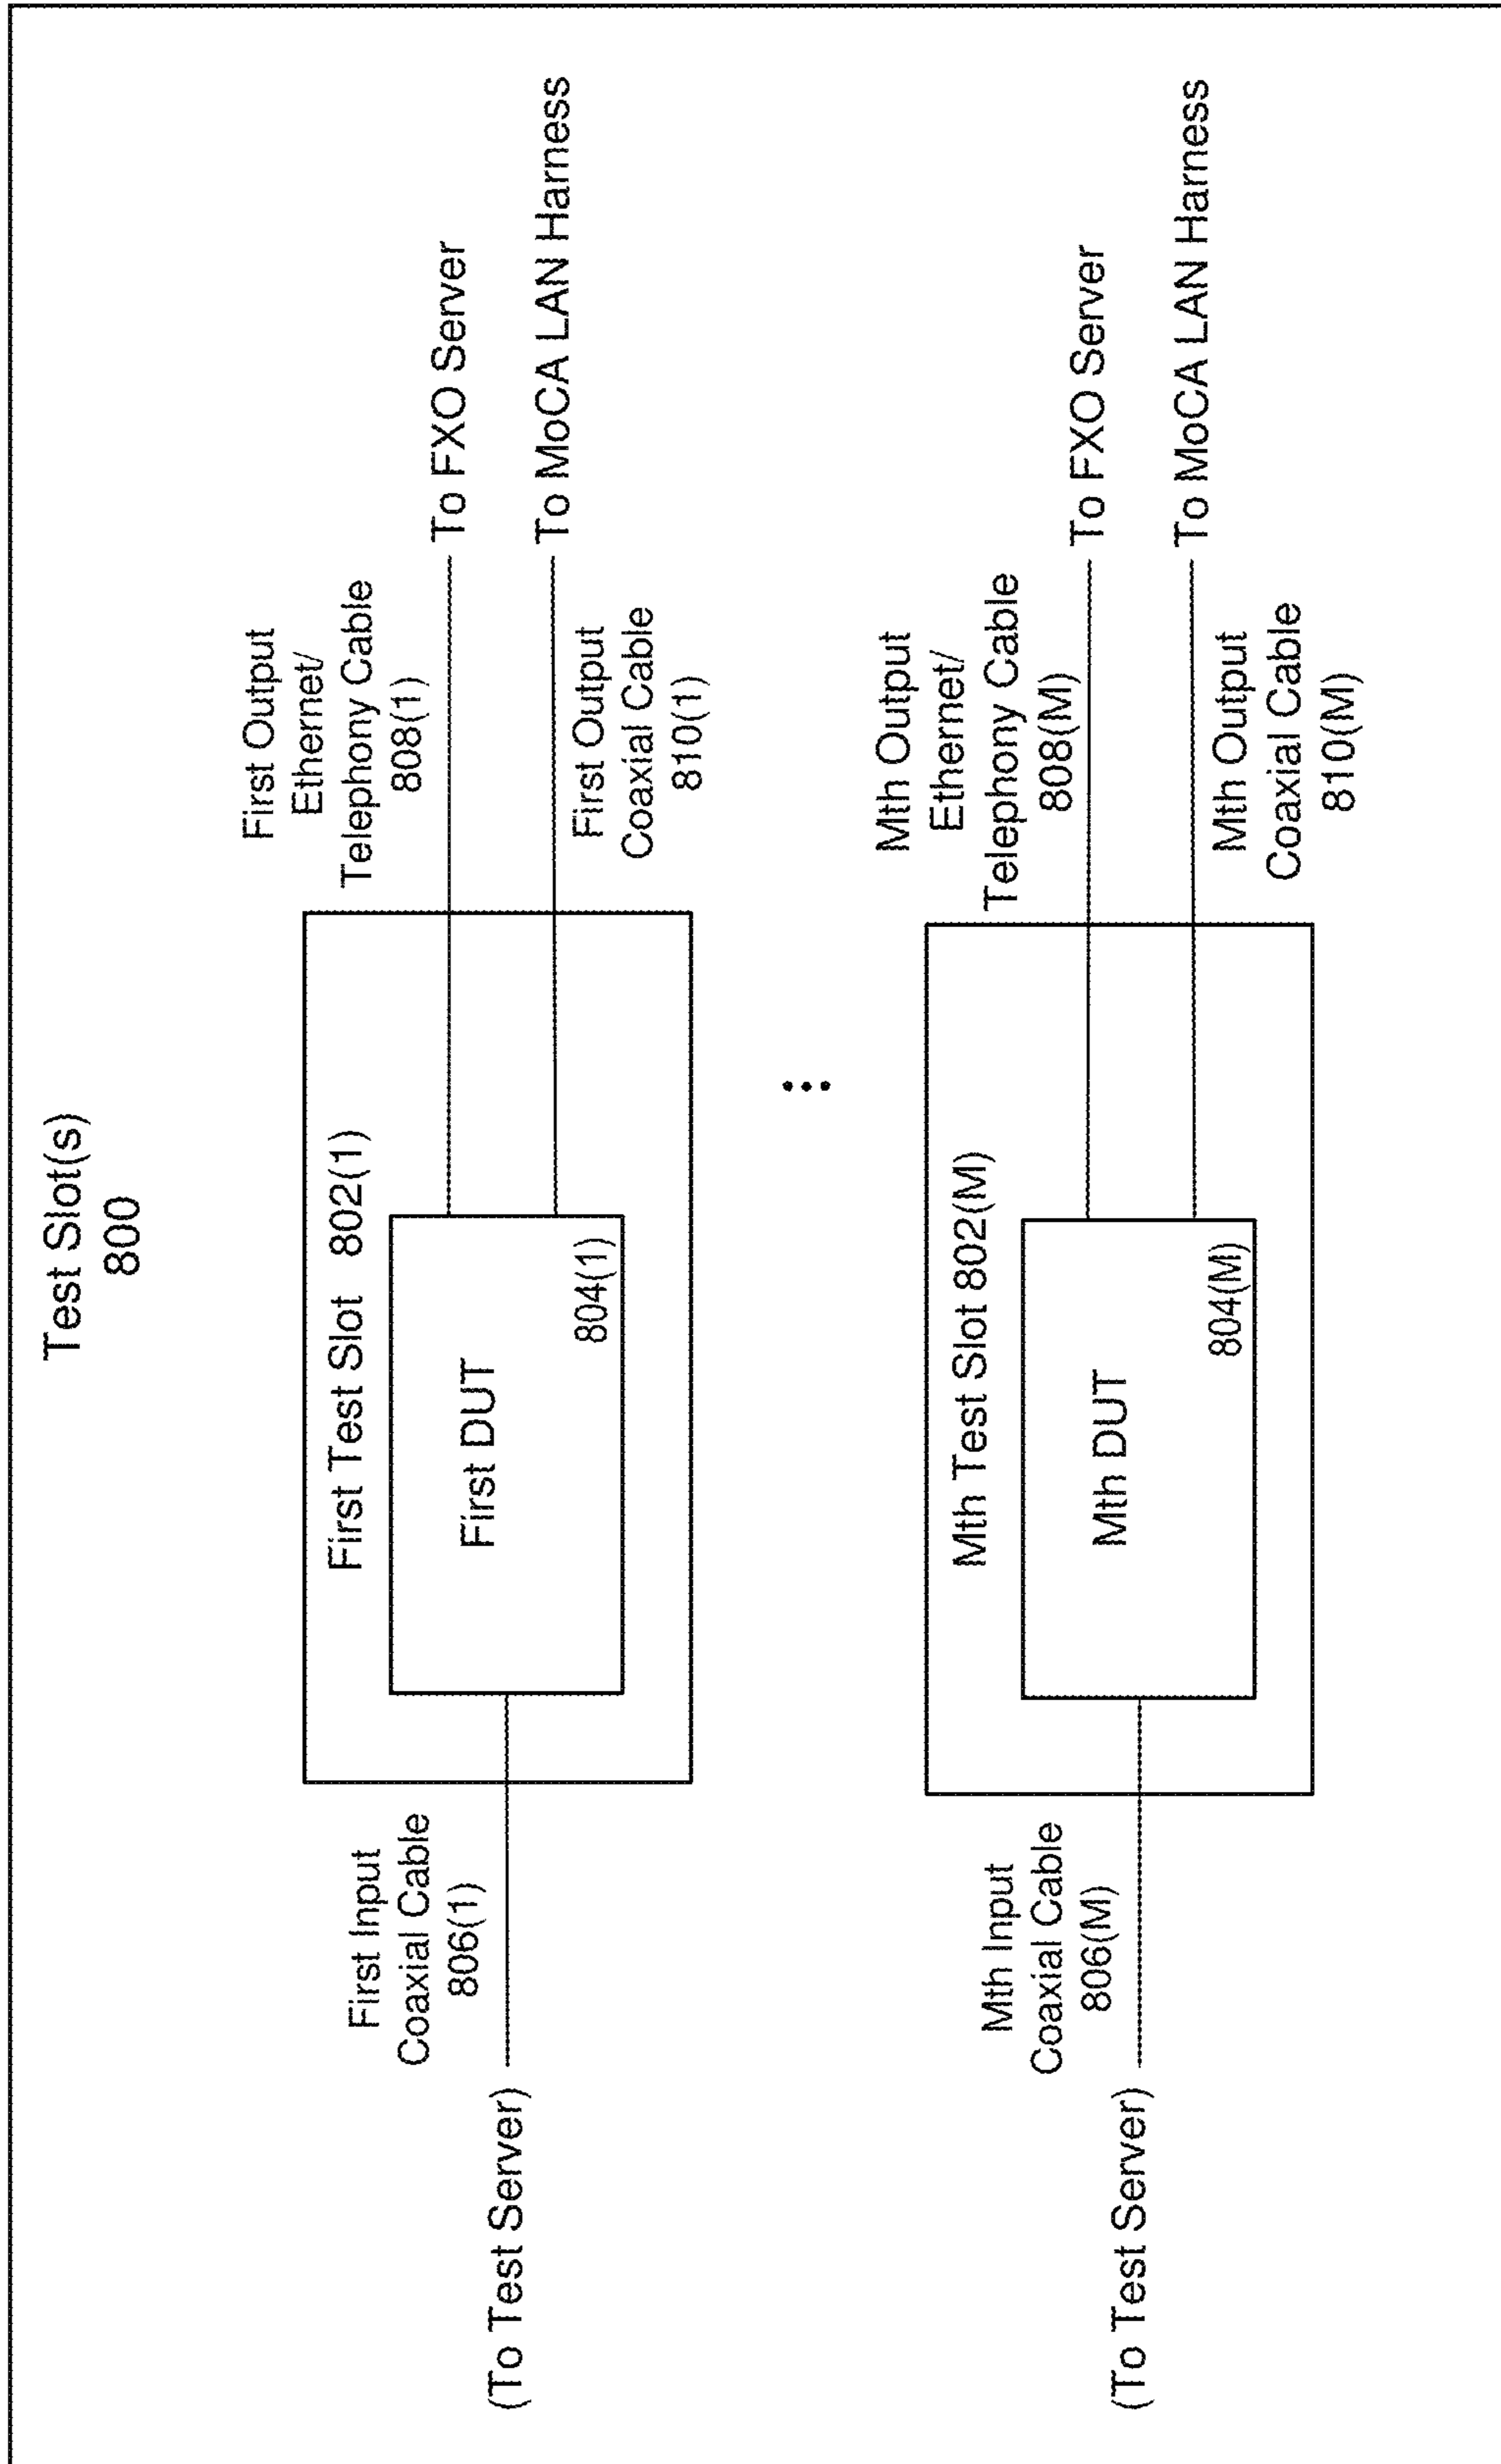 Test Slot(s)
800
First Test Slot 802(1)
First DUT
804(1)
First Input
Coaxial Cable
806(1)
(To Test Server)
First Output
Ethernet/
Telephony Cable
808(1)
To FXO Server
First Output
Coaxial Cable
810(1)
To MoCA LAN Harness
Mth Test Slot 802(M)
Mth DUT
804(M)
Mth Input
Coaxial Cable
806(M)
(To Test Server)
Mth Output
Ethernet/
Telephony Cable
808(M)
To FXO Server
Mth Output
Coaxial Cable
810(M)
To MoCA LAN Harness